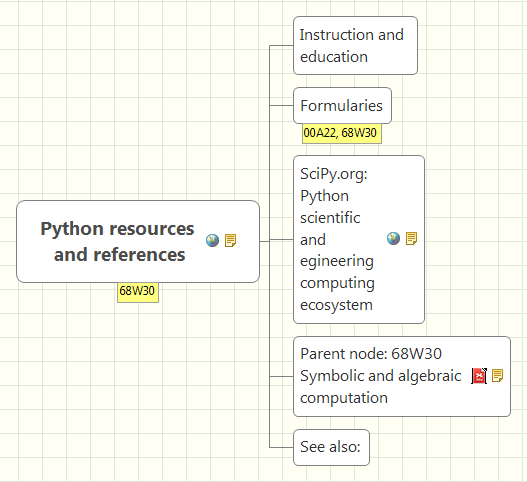 Instruction and
education
Formularies
00A22, 68W30
SciPy.org:
Python
scientific
and
egineering
computing
ecosystem
Python resources
and references
68W30
Parent node: 68W30
Symbolic and algebraic
computation
See also: